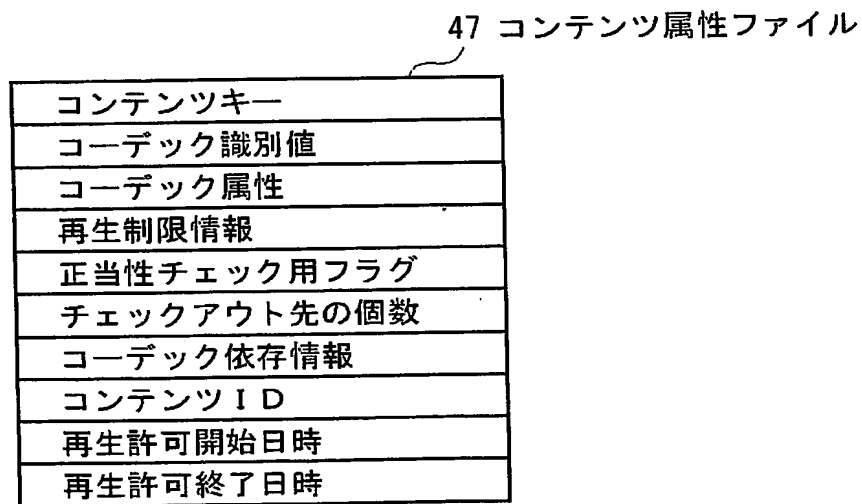 47 コンテンツ属性ファイル
コンテンツキー
コーデック識別値
コーデック属性
再生制限情報
正当性チェック用フラグ
チェックアウト先の個数
コーデック依存情報
コンテンツＩＤ
再生許可開始日時
再生許可終了日時